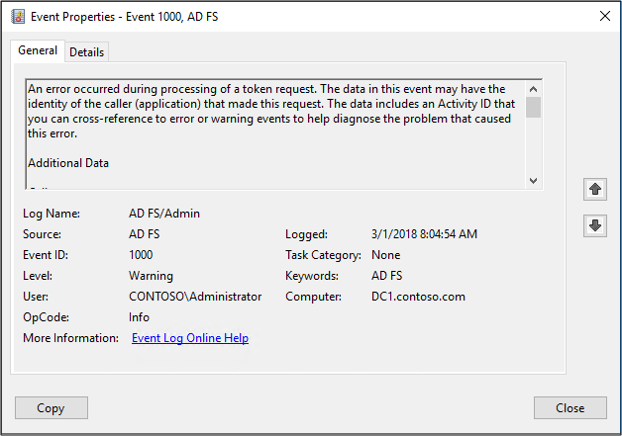 Event Properties - Event 1000, AD FS
General Details
An error occurred during processing of a token request. The data in this event may have the
identity of the caller (application) that made this request. The data includes an Activity ID that
you can cross-reference to error or warning events to help diagnose the problem that caused
this error.
Additional Data
Log Name: AD FS/Admin
Source: AD FS Logged: 3/1/2018 8:04:54 AM
Event ID: 1000 Task Category: None
Level: Warning Keywords: AD FS
User: CONTOSO\Administrator Computer: DC1.contoso.com
OpCode: Info
More Information: Event Log Online Help
Copy Close